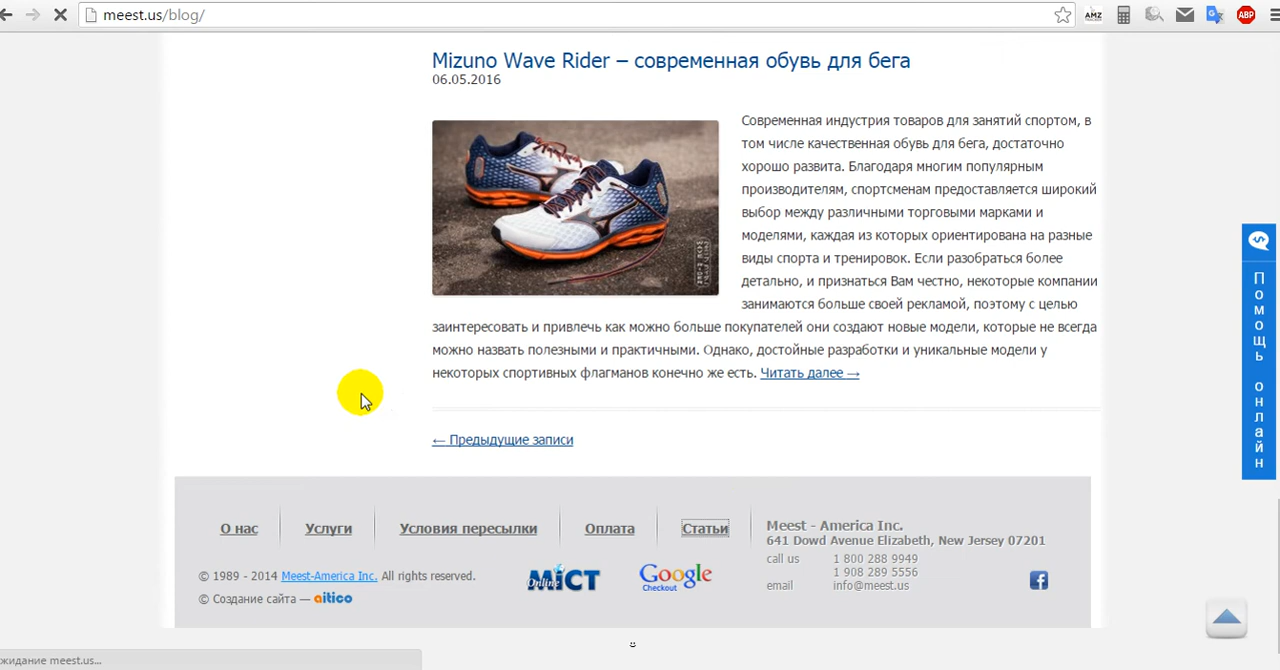 meest.us/blog/
AMZ
ABP
Mizuno Wave Rider – современная обувь для бега
06.05.2016
Современная индустрия товаров для занятий спортом, в
том числе качественная обувь для бега, достаточно
хорошо развита. Благодаря многим популярным
производителям, спортсменам предоставляется широкий
выбор между различными торговыми марками и
моделями, каждая из которых ориентирована на разные
виды спорта и тренировок. Если разобраться более
детально, и признаться Вам честно, некоторые компании
занимаются больше своей рекламой, поэтому с целью
заинтересовать и привлечь как можно больше покупателей они создают новые модели, которые не всегда
можно назвать полезными и практичными. Однако, достойные разработки и уникальные модели у
некоторых спортивных флагманов конечно же есть. Читать далее →
← Предыдущие записи
Помощь онлайн
О нас
Услуги
Условия пересылки
Оплата
Статьи
Meest - America Inc.
641 Dowd Avenue Elizabeth, New Jersey 07201
call us 1 800 288 9949
1 908 289 5556
email info@meest.us
© 1989 - 2014 Meest-America Inc. All rights reserved.
© Создание сайта — aitico
Online MICT
Google
Checkout
жидание meest.us...